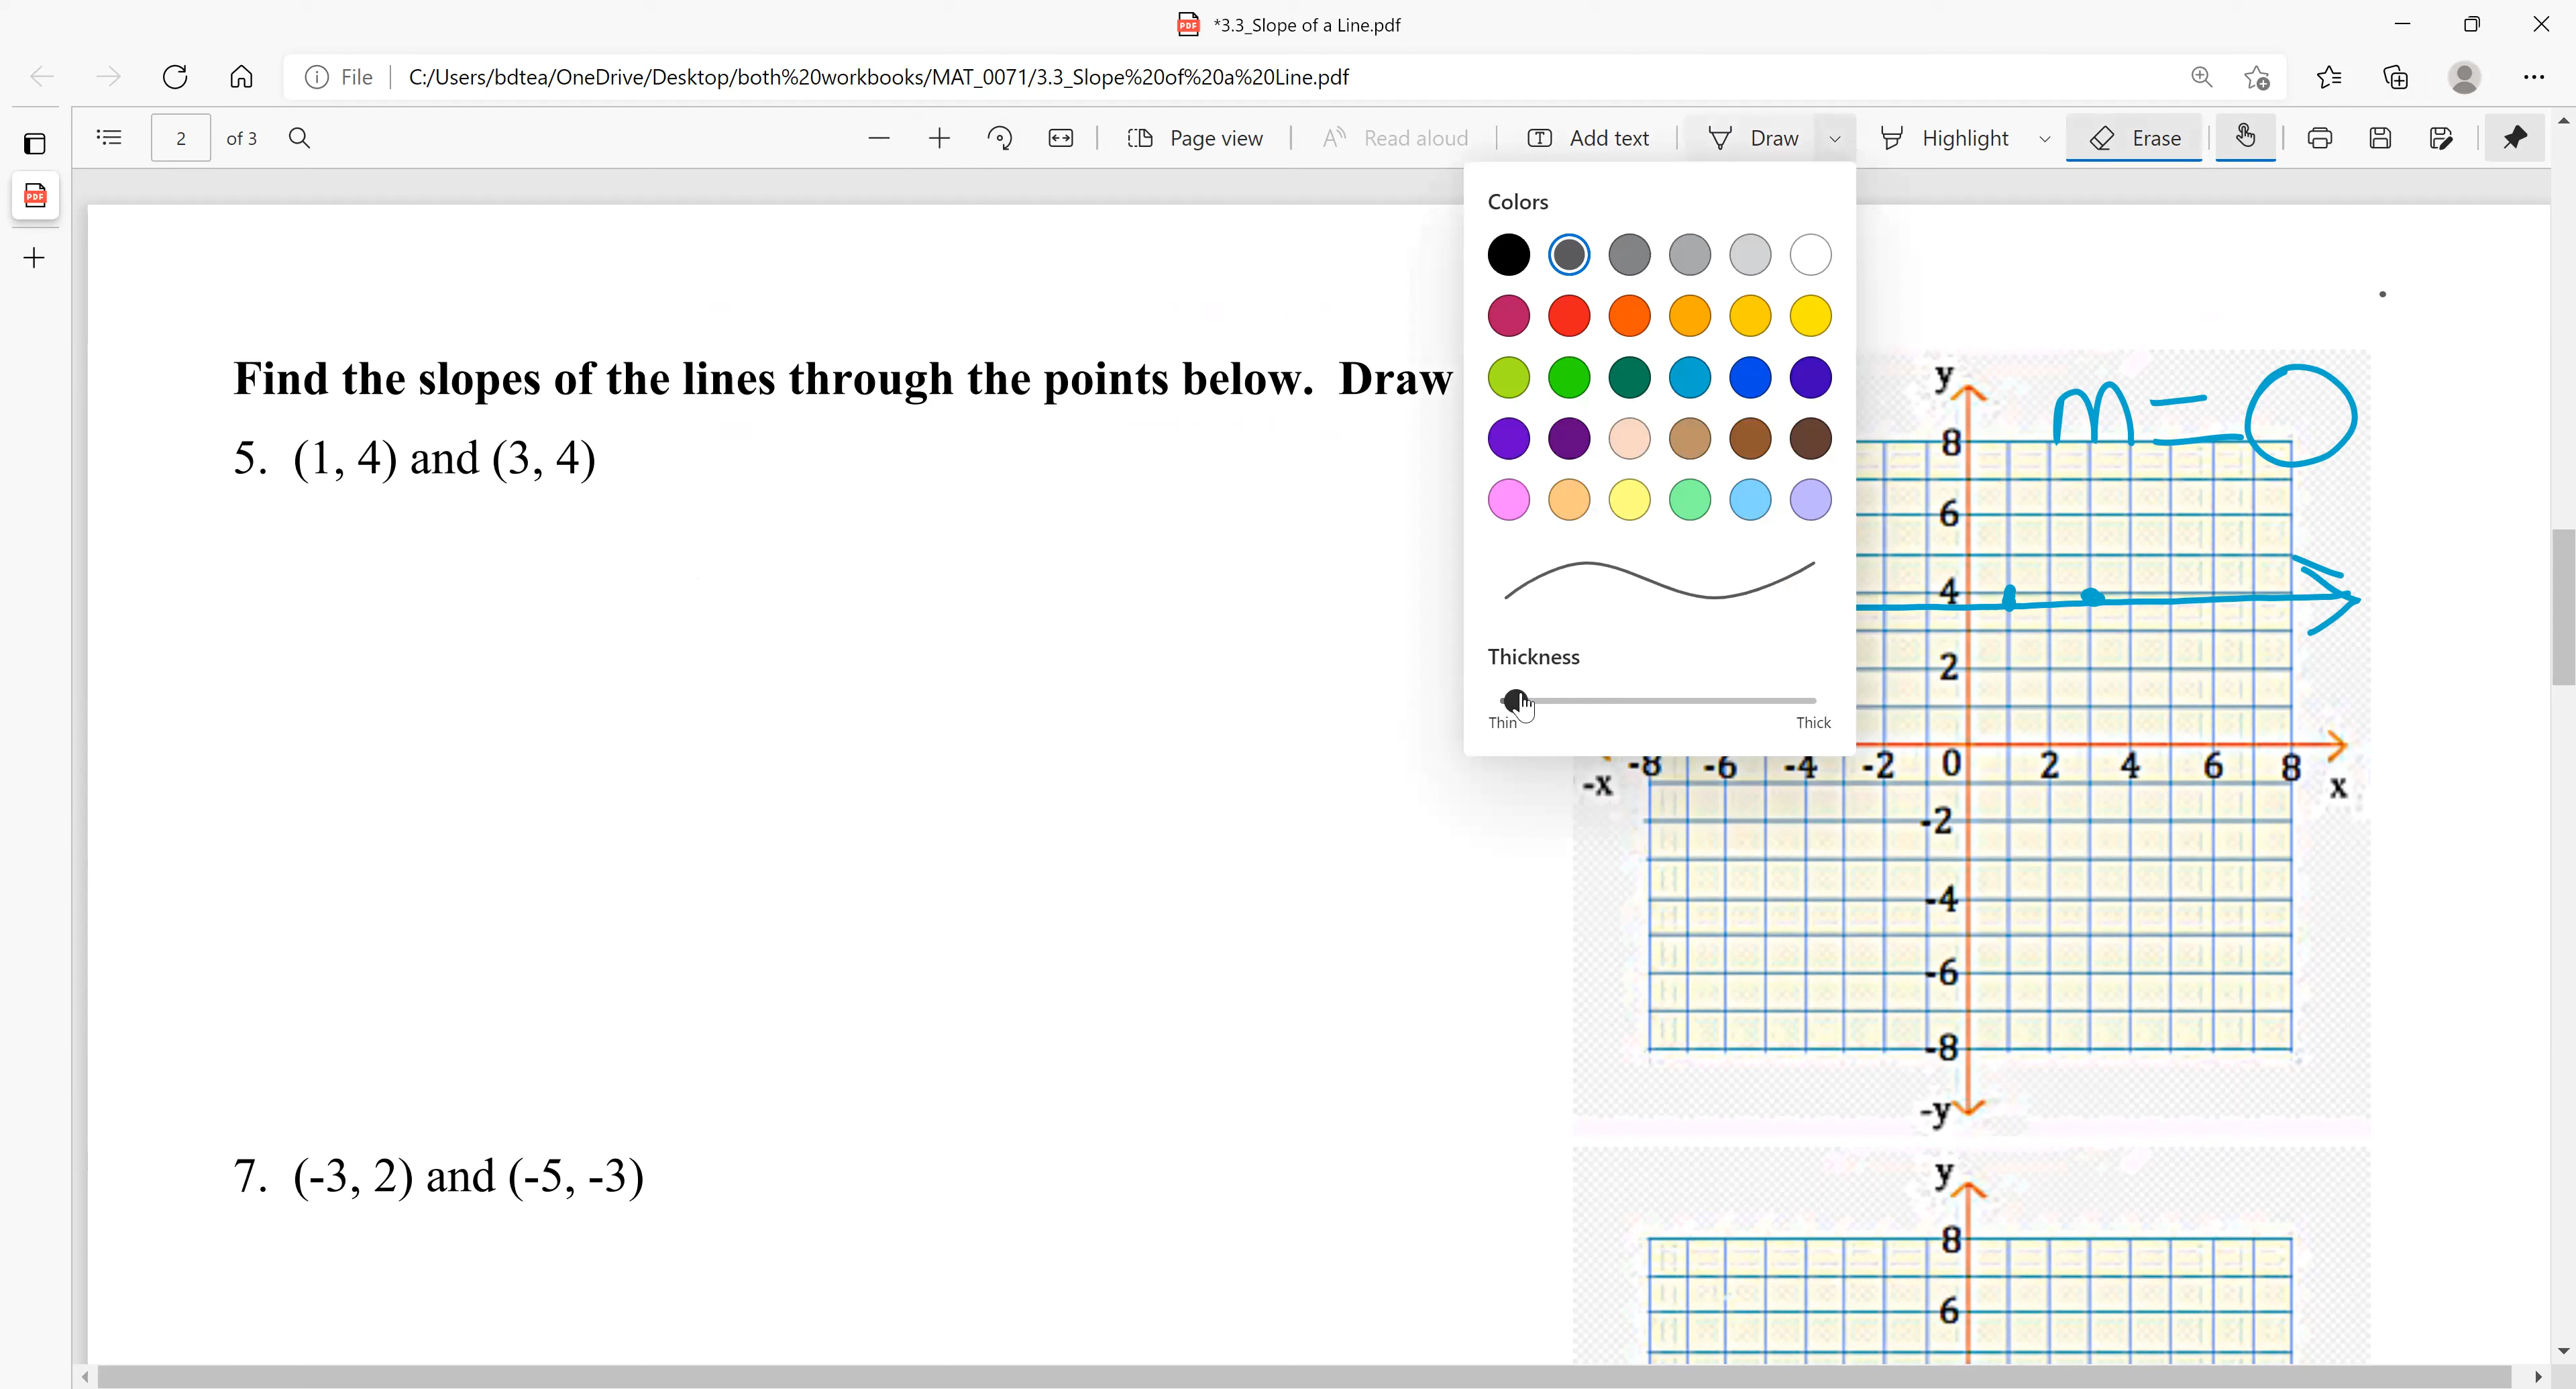 PDF *3.3_Slope of a Line.pdf
File C:/Users/bdtea/OneDrive/Desktop/both%20workbooks/MAT_0071/3.3_Slope%20of%20a%20Line.pdf
2 of 3 Page view Read aloud Add text Draw Highlight Erase
PDF
Colors
Thickness
Thin Thick
Find the slopes of the lines through the points below. Draw
5. (1, 4) and (3, 4)
7. (-3, 2) and (-5, -3)
y
m = 0
8
6
4
2
-8 -6 -4 -2 0 2 4 6 8
-x x
-2
-4
-6
-8
-y
y
8
6